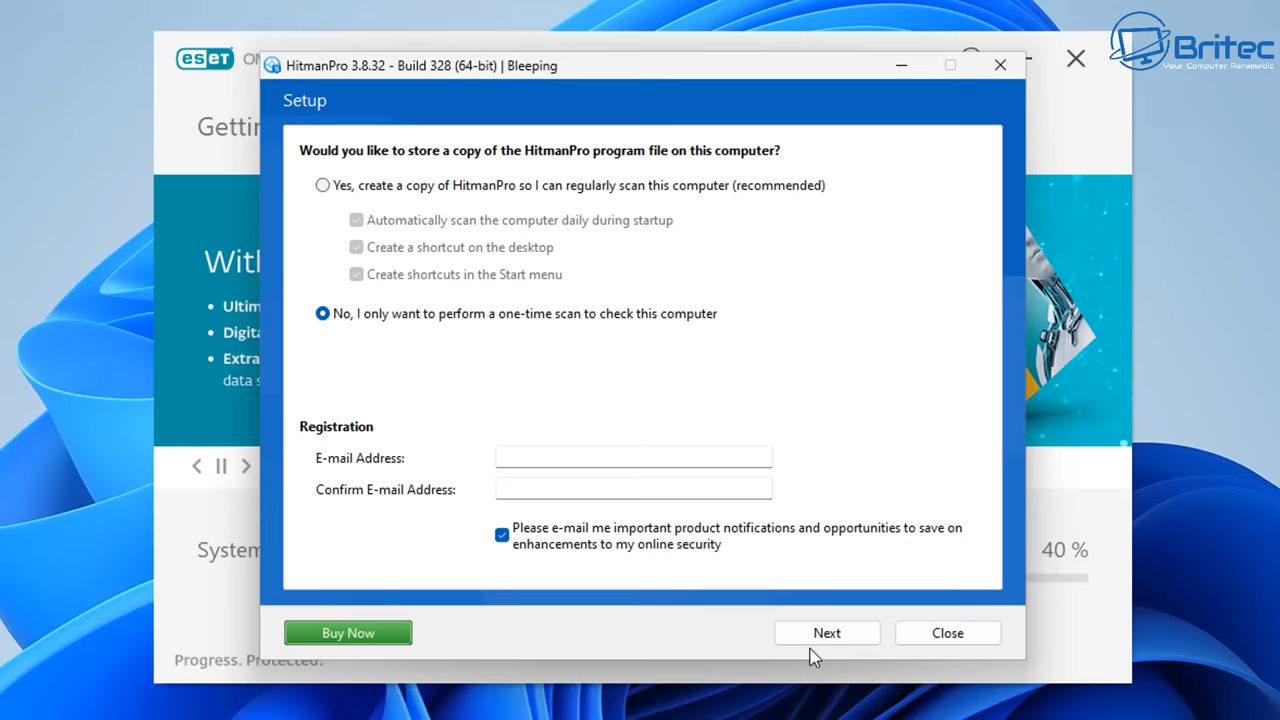 Britec
Your Computer Paramedic
eseT ON
HitmanPro 3.8.32 - Build 328 (64-bit) | Bleeping
Setup
Gettin
Would you like to store a copy of the HitmanPro program file on this computer?
Yes, create a copy of HitmanPro so I can regularly scan this computer (recommended)
Automatically scan the computer daily during startup
Create a shortcut on the desktop
Create shortcuts in the Start menu
With
Ultim
No, I only want to perform a one-time scan to check this computer
Digita
Extra
data s
Registration
E-mail Address:
Confirm E-mail Address:
Please e-mail me important product notifications and opportunities to save on
enhancements to my online security
System
40 %
Buy Now
Next
Close
Progress. Protected.